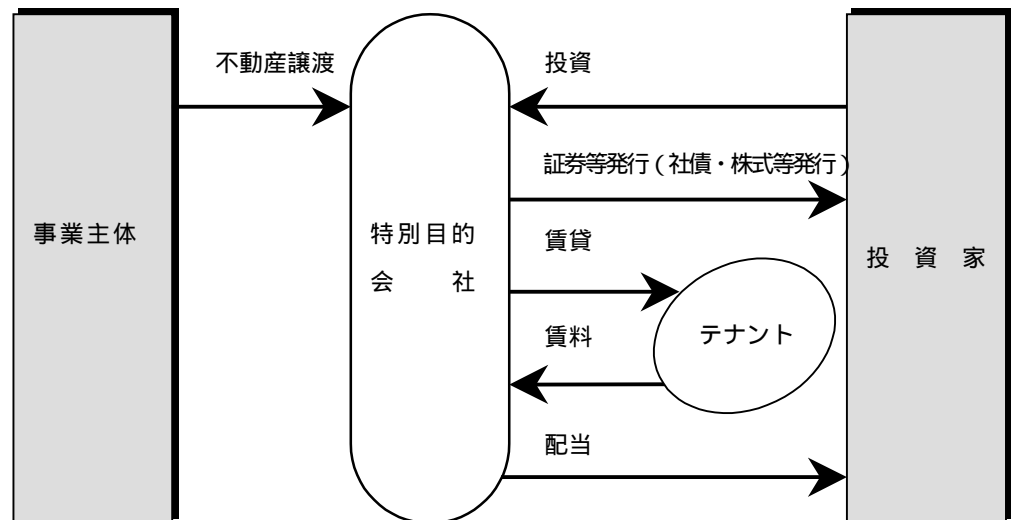 不動産譲渡
投資
証券等発行(社債・株式等発行)
事業主体
特別目的
会　　社
賃貸
投　資　家
賃料
テナント
配当